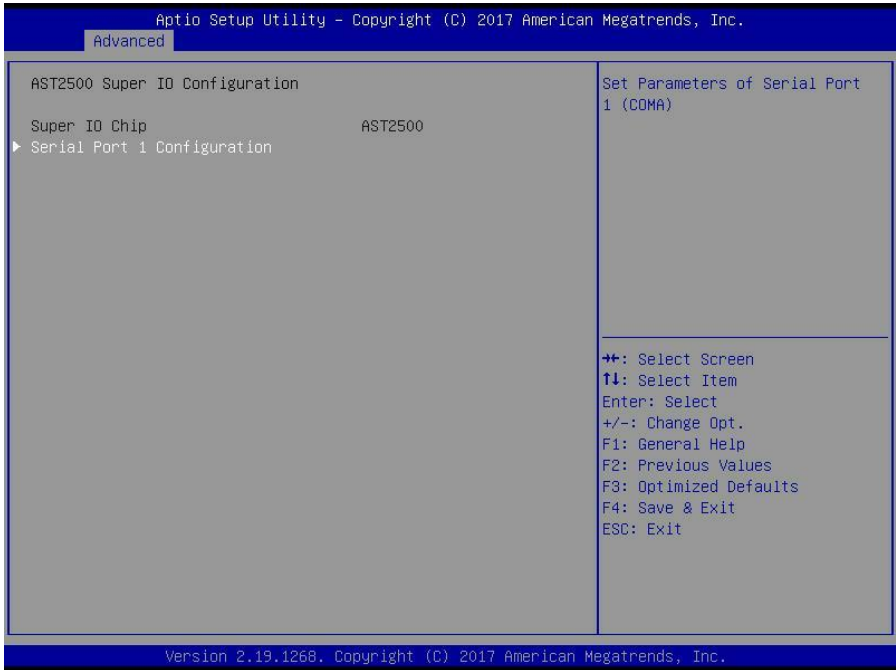 Aptio Setup Utility – Copyright (C) 2017 American Megatrends, Inc.
Advanced
AST2500 Super IO Configuration
Super IO Chip AST2500
▶ Serial Port 1 Configuration
Set Parameters of Serial Port
1 (COMA)
→←: Select Screen
↑↓: Select Item
Enter: Select
+/-: Change Opt.
F1: General Help
F2: Previous Values
F3: Optimized Defaults
F4: Save & Exit
ESC: Exit
Version 2.19.1268. Copyright (C) 2017 American Megatrends, Inc.